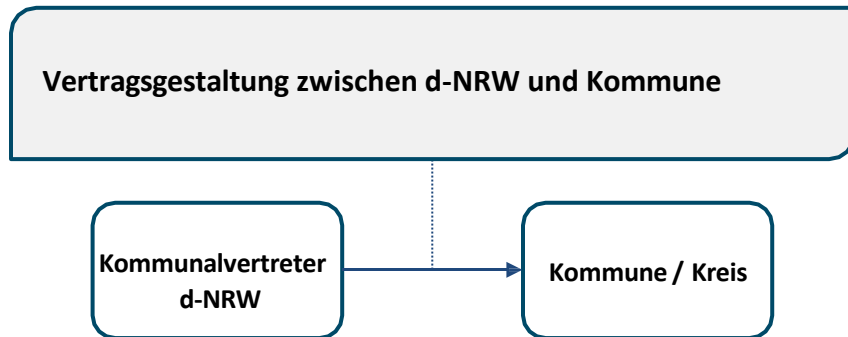 Vertragsgestaltung zwischen d-NRW und Kommune
Kommunalvertreter
d-NRW
Kommune / Kreis